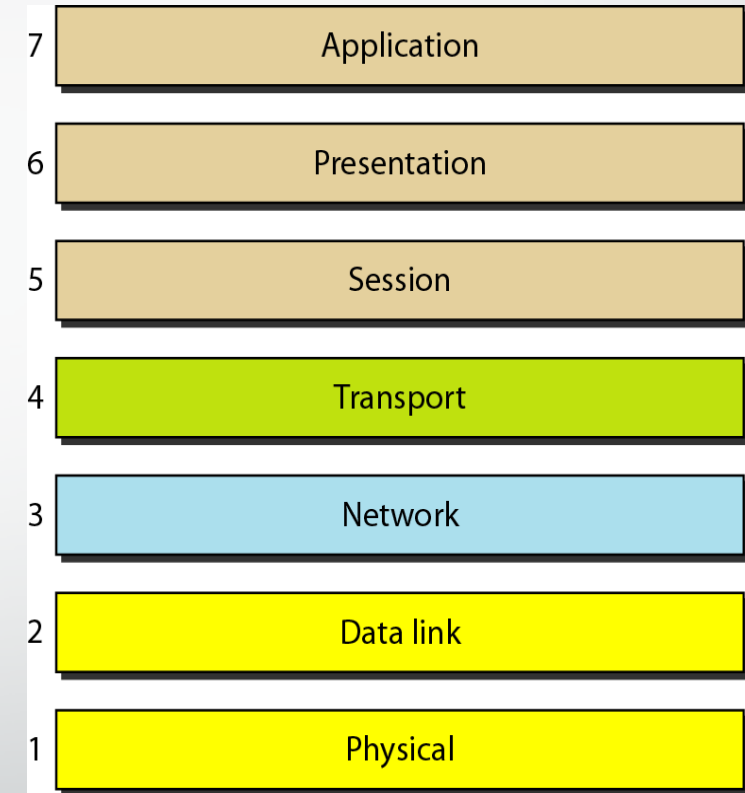 7 Application
6 Presentation
5 Session
4 Transport
3 Network
2 Data link
1 Physical